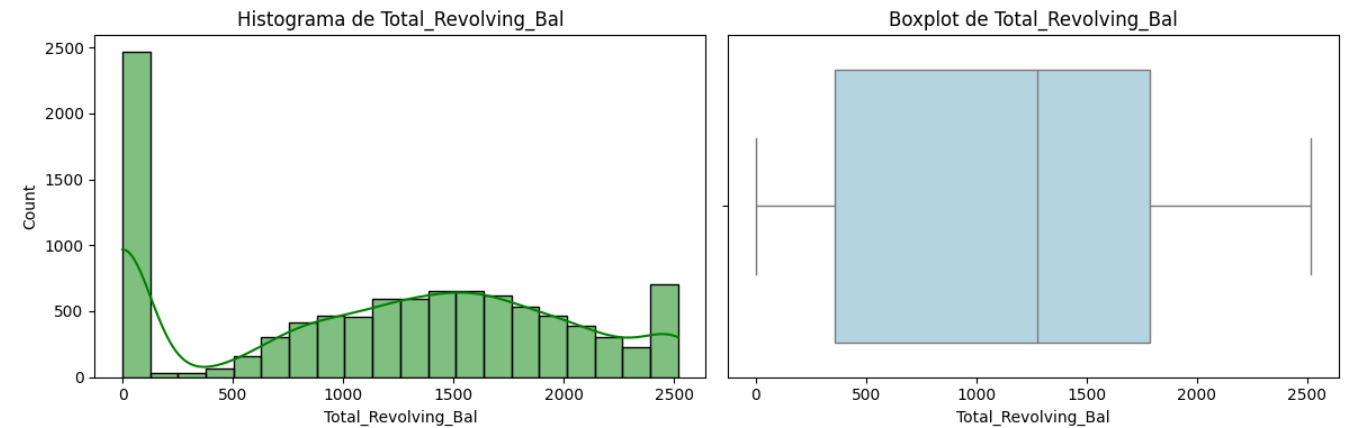 Histograma de Total_Revolving_Bal
2500
2000
1500
1000
500
0
Count
0 500 1000 1500 2000 2500
Total_Revolving_Bal
Boxplot de Total_Revolving_Bal
0 500 1000 1500 2000 2500
Total_Revolving_Bal